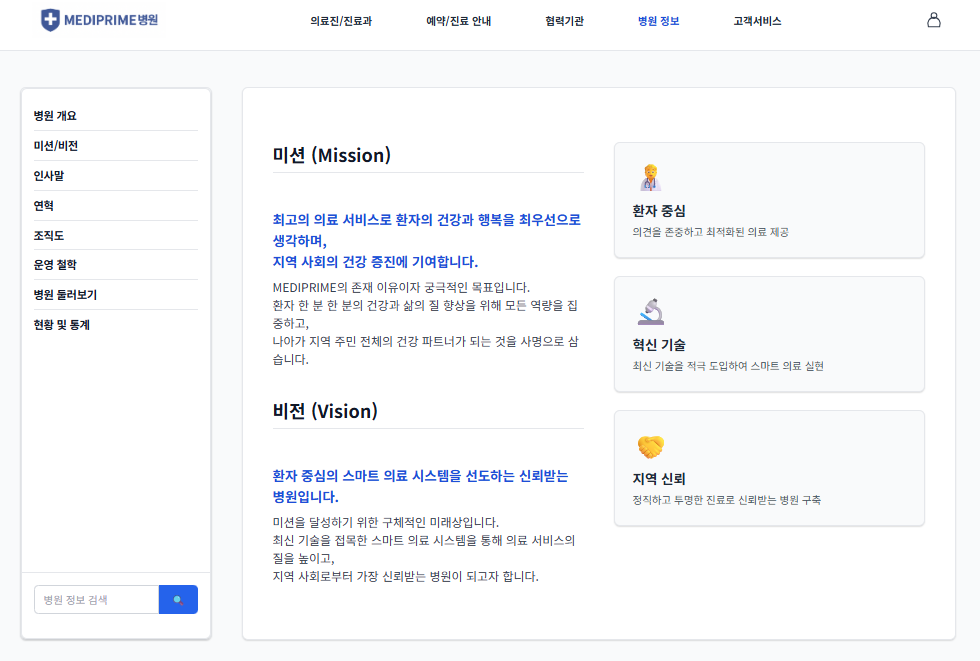 MEDIPRIME병원
의료진/진료과
예약/진료 안내
협력기관
병원 정보
고객서비스
병원 개요
미션/비전
인사말
연혁
조직도
운영 철학
병원 둘러보기
현황 및 통계
병원 정보 검색
미션 (Mission)
최고의 의료 서비스로 환자의 건강과 행복을 최우선으로
생각하며,
지역 사회의 건강 증진에 기여합니다.
MEDIPRIME의 존재 이유이자 궁극적인 목표입니다.
환자 한 분 한 분의 건강과 삶의 질 향상을 위해 모든 역량을 집
중하고,
나아가 지역 주민 전체의 건강 파트너가 되는 것을 사명으로 삼
습니다.
비전 (Vision)
환자 중심의 스마트 의료 시스템을 선도하는 신뢰받는
병원입니다.
미션을 달성하기 위한 구체적인 미래상입니다.
최신 기술을 접목한 스마트 의료 시스템을 통해 의료 서비스의
질을 높이고,
지역 사회로부터 가장 신뢰받는 병원이 되고자 합니다.
환자 중심
의견을 존중하고 최적화된 의료 제공
혁신 기술
최신 기술을 적극 도입하여 스마트 의료 실현
지역 신뢰
정직하고 투명한 진료로 신뢰받는 병원 구축